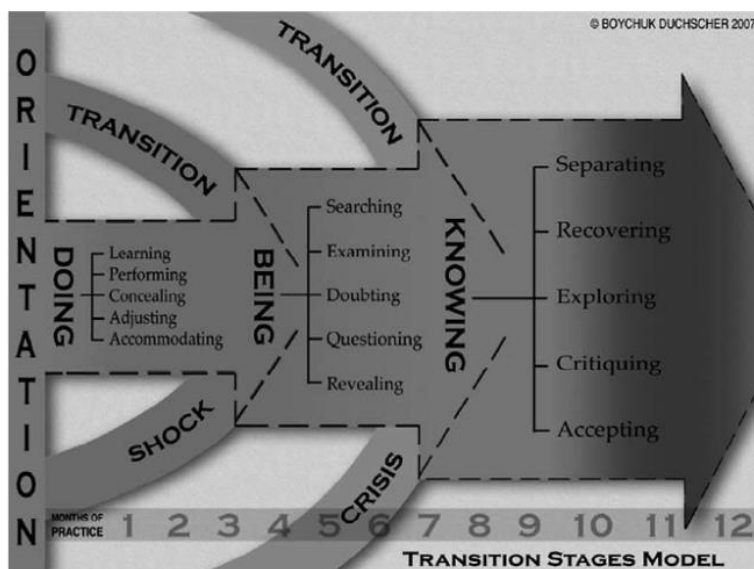 © BOYCHUK DUCHSCHER 2007
ORIENTATION
TRANSITION
TRANSITION
DOING
Learning
Performing
Concealing
Adjusting
Accommodating
BEING
Searching
Examining
Doubting
Questioning
Revealing
KNOWING
Separating
Recovering
Exploring
Critiquing
Accepting
SHOCK
CRISIS
MONTHS OF
PRACTICE
1 2 3 4 5 6 7 8 9 10 11 12
TRANSITION STAGES MODEL